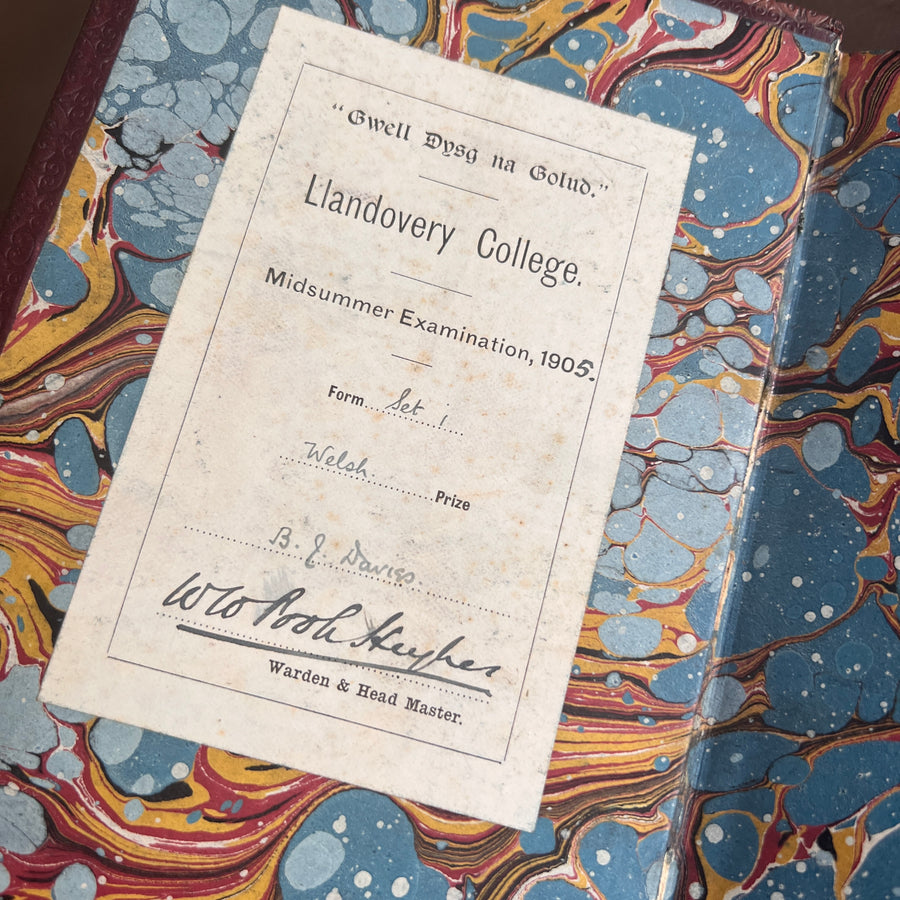 “Gwell Dysg na Golud.”
Llandovery College.
Midsummer Examination, 1905.
Form Set 1
Welsh Prize
B. J. Davies.
W W Poole Hughes
Warden & Head Master.